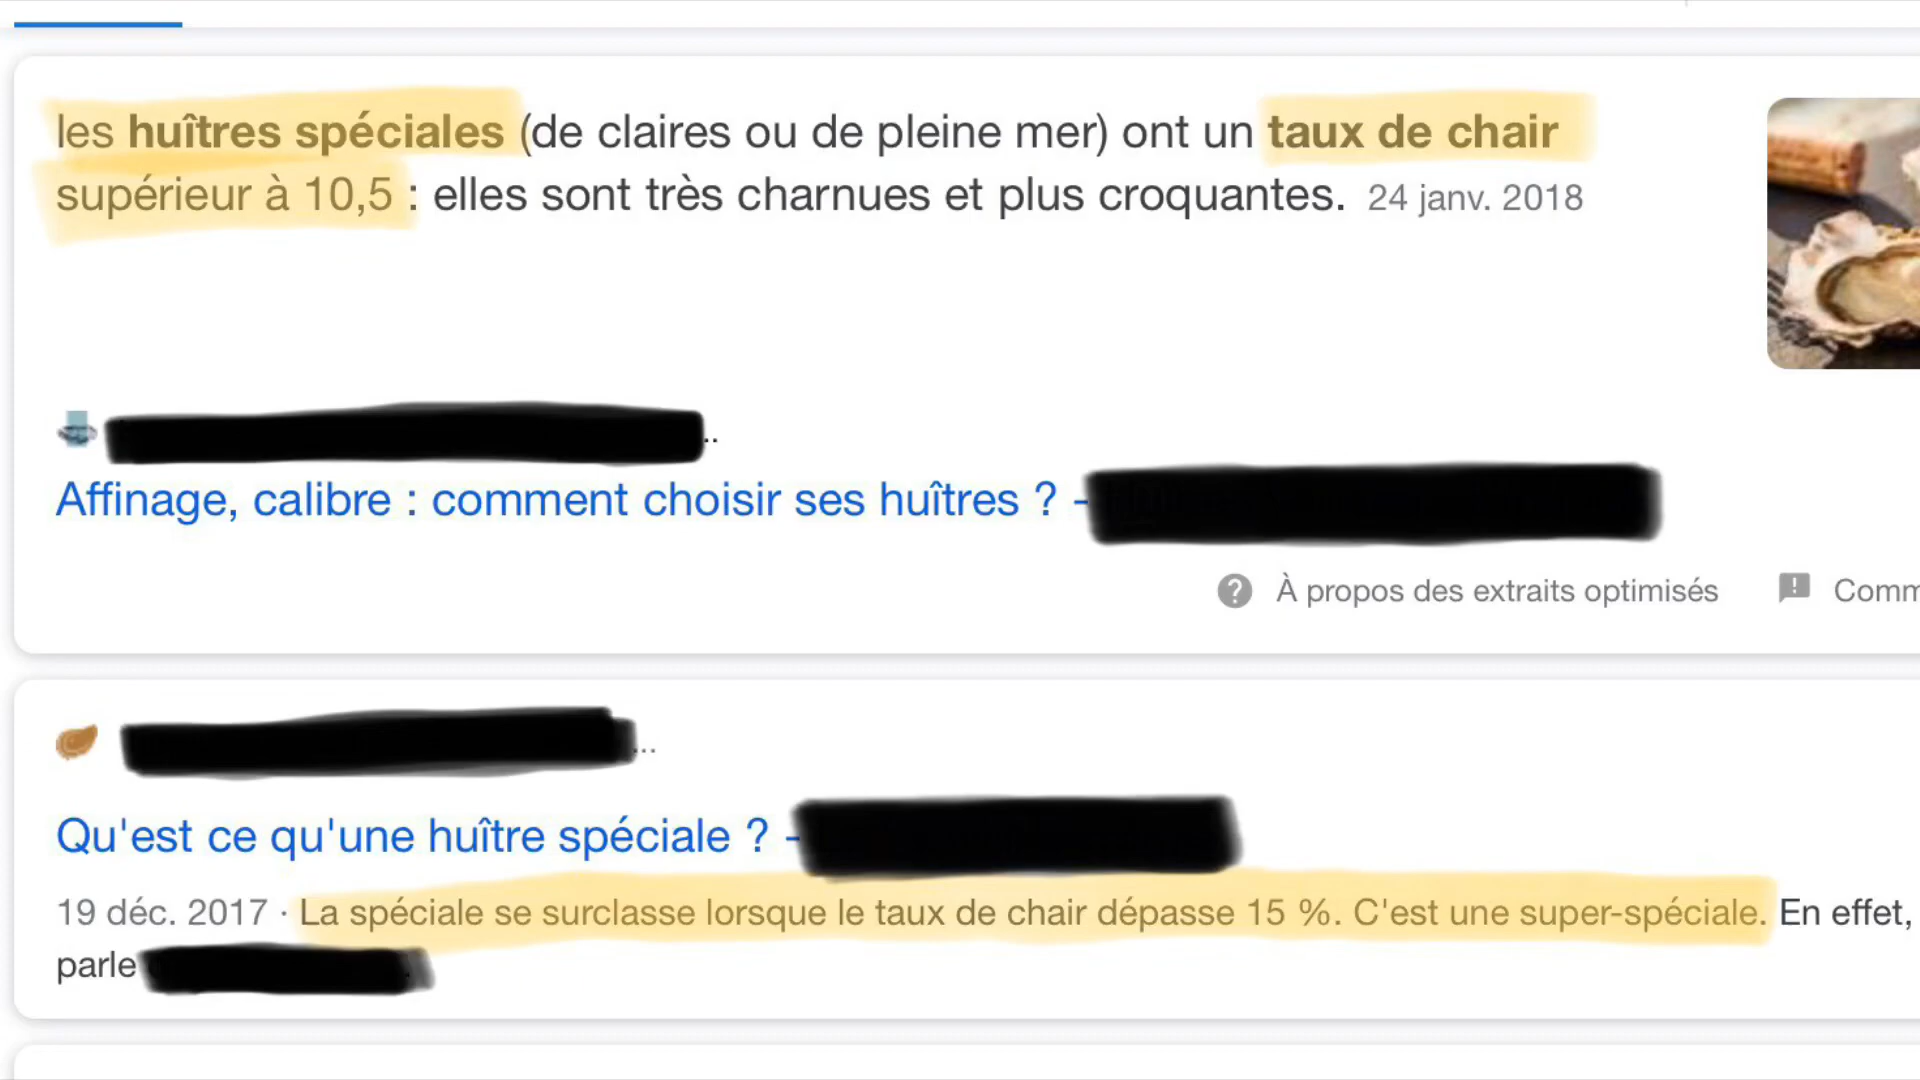 les huîtres spéciales (de claires ou de pleine mer) ont un taux de chair
supérieur à 10,5 : elles sont très charnues et plus croquantes. 24 janv. 2018
..
Affinage, calibre : comment choisir ses huîtres ? -
À propos des extraits optimisés Comm
...
Qu'est ce qu'une huître spéciale ? -
19 déc. 2017 · La spéciale se surclasse lorsque le taux de chair dépasse 15 %. C'est une super-spéciale. En effet,
parle